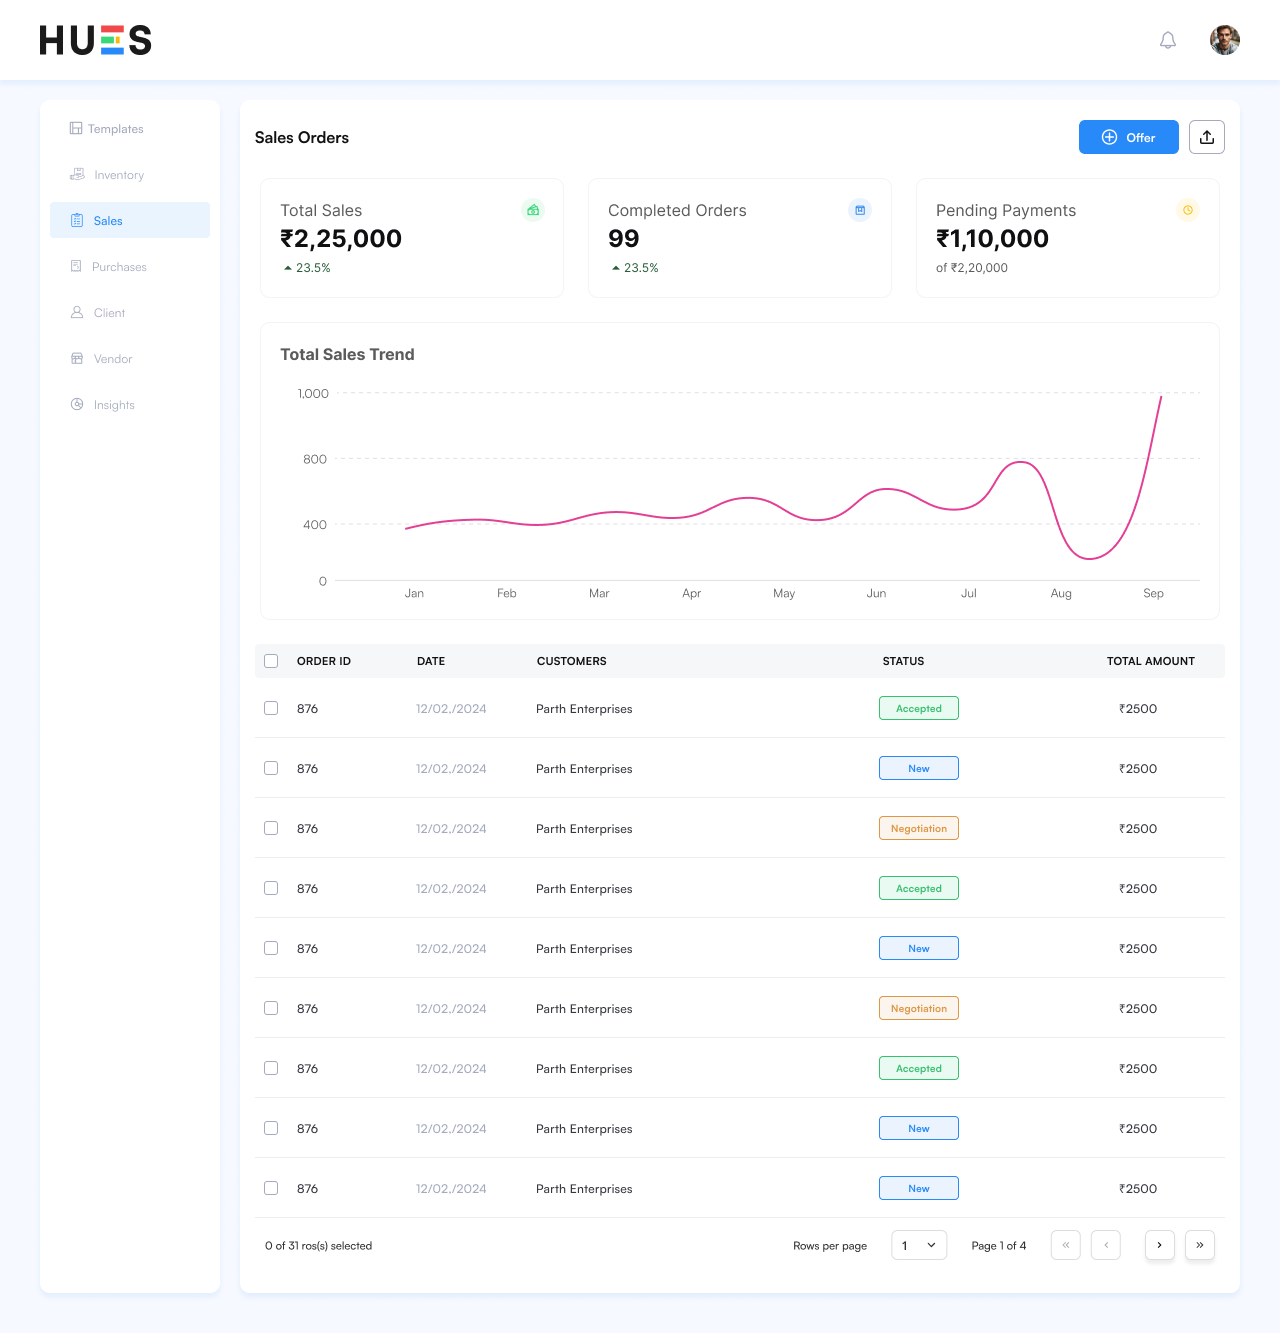 HUES
Templates
Inventory
Sales
Purchases
Client
Vendor
Insights
Sales Orders
Offer
Total Sales
₹2,25,000
23.5%
Completed Orders
99
23.5%
Pending Payments
₹1,10,000
of ₹2,20,000
Total Sales Trend
1,000
800
400
0
Jan Feb Mar Apr May Jun Jul Aug Sep
ORDER ID DATE CUSTOMERS STATUS TOTAL AMOUNT
876 12/02,/2024 Parth Enterprises Accepted ₹2500
876 12/02,/2024 Parth Enterprises New ₹2500
876 12/02,/2024 Parth Enterprises Negotiation ₹2500
876 12/02,/2024 Parth Enterprises Accepted ₹2500
876 12/02,/2024 Parth Enterprises New ₹2500
876 12/02,/2024 Parth Enterprises Negotiation ₹2500
876 12/02,/2024 Parth Enterprises Accepted ₹2500
876 12/02,/2024 Parth Enterprises New ₹2500
876 12/02,/2024 Parth Enterprises New ₹2500
0 of 31 ros(s) selected Rows per page 1 Page 1 of 4 « ‹ › »